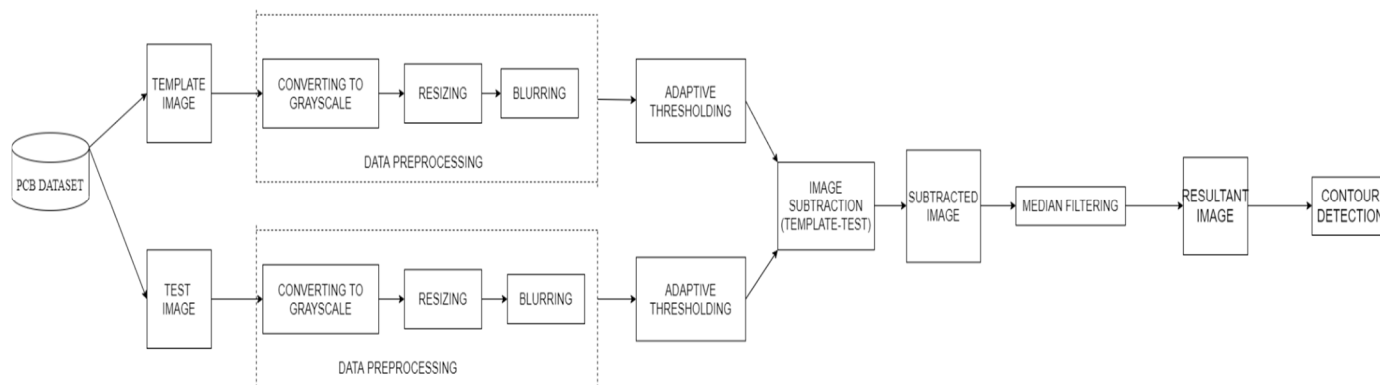 PCB DATASET
TEMPLATE
IMAGE
CONVERTING TO
GRAYSCALE
RESIZING
BLURRING
DATA PREPROCESSING
ADAPTIVE
THRESHOLDING
TEST
IMAGE
CONVERTING TO
GRAYSCALE
RESIZING
BLURRING
DATA PREPROCESSING
ADAPTIVE
THRESHOLDING
IMAGE
SUBTRACTION
(TEMPLATE-TEST)
SUBTRACTED
IMAGE
MEDIAN FILTERING
RESULTANT
IMAGE
CONTOUR
DETECTION